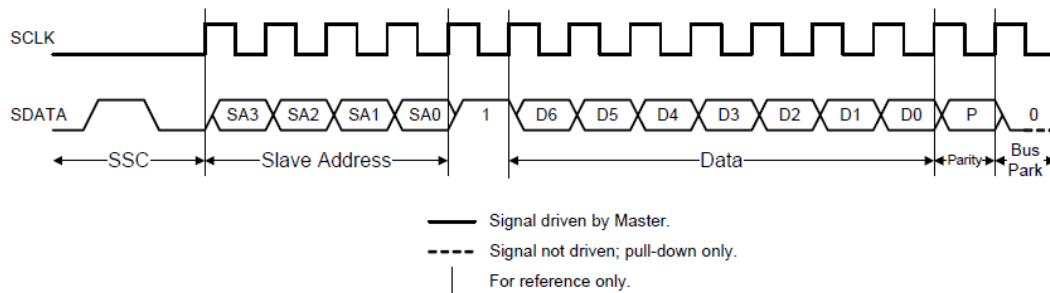 SCLK
SDATA SA3 SA2 SA1 SA0 1 D6 D5 D4 D3 D2 D1 D0 P 0
SSC Slave Address Data Parity Bus
Park
Signal driven by Master.
Signal not driven; pull-down only.
For reference only.